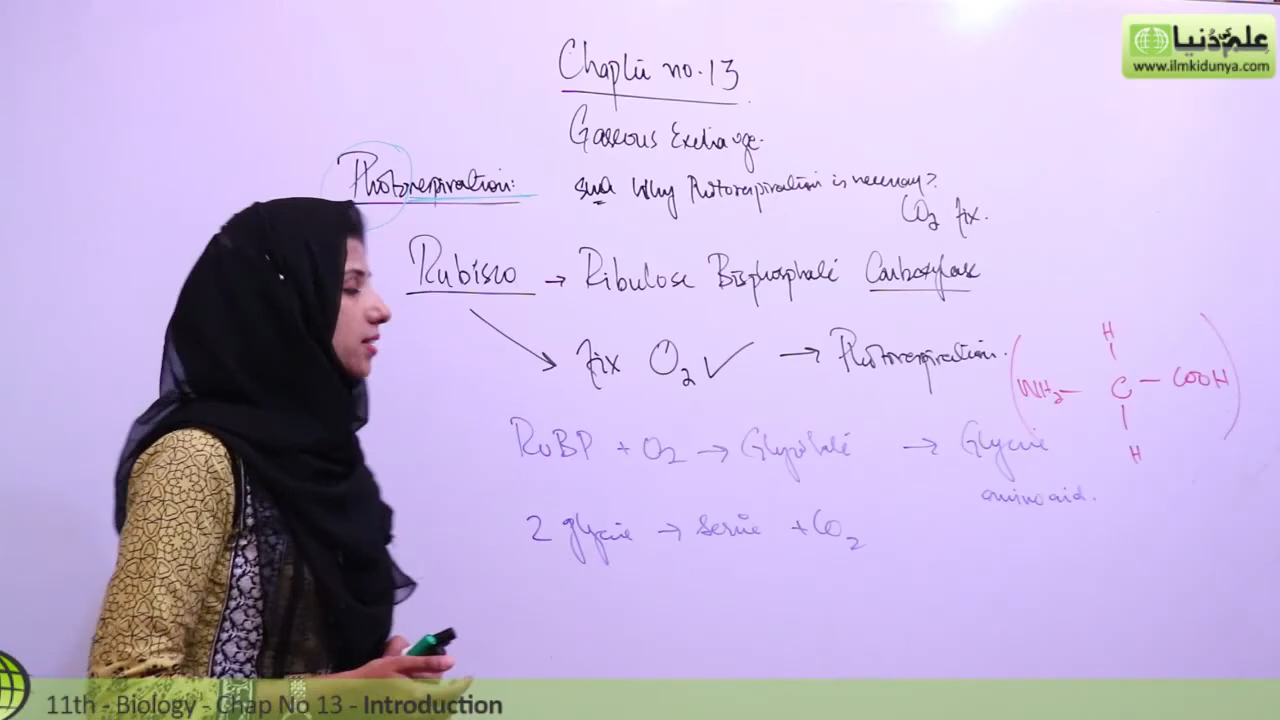 علم کی دُنیا
www.ilmkidunya.com
Chapter no. 13
Gaseous Exchange.
Photorespiration:
Why Photorespiration is necessary?
CO2 fix.
Rubisco → Ribulose Bisphosphate Carboxylase
fix O2 ✓ → Photorespiration.
H
NH2 – C – COOH
H
RuBP + O2 → Glycolate → Glycine
amino acid.
2 glycine → serine + CO2
11th - Biology - Chap No 13 - Introduction